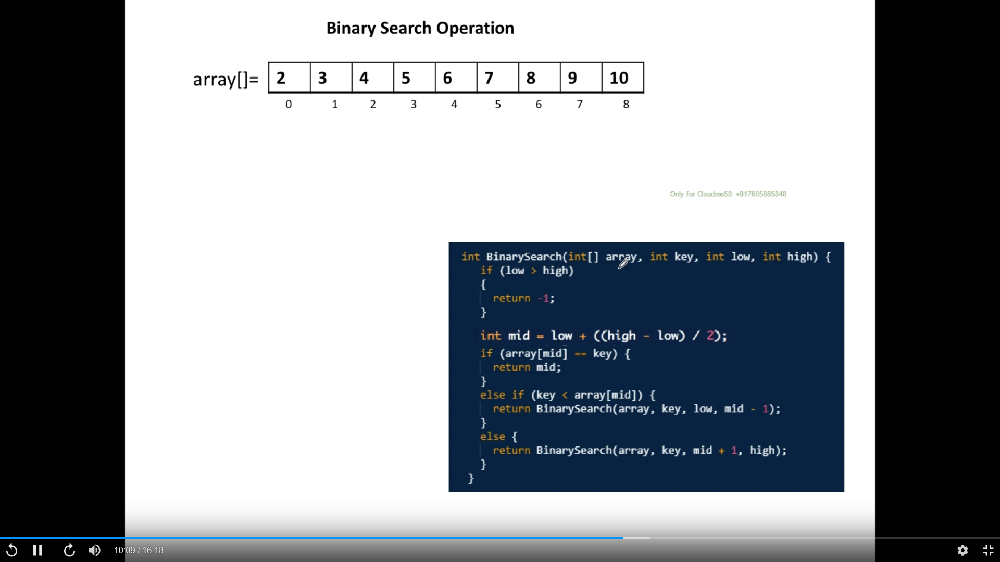 Binary Search Operation
array[]= 2 3 4 5 6 7 8 9 10
0 1 2 3 4 5 6 7 8
Only for Cloudme50: +917605865848
int BinarySearch(int[] array, int key, int low, int high) {
if (low > high)
{
return -1;
}
int mid = low + ((high - low) / 2);
if (array[mid] == key) {
return mid;
}
else if (key < array[mid]) {
return BinarySearch(array, key, low, mid - 1);
}
else {
return BinarySearch(array, key, mid + 1, high);
}
}
10:09 / 16:18